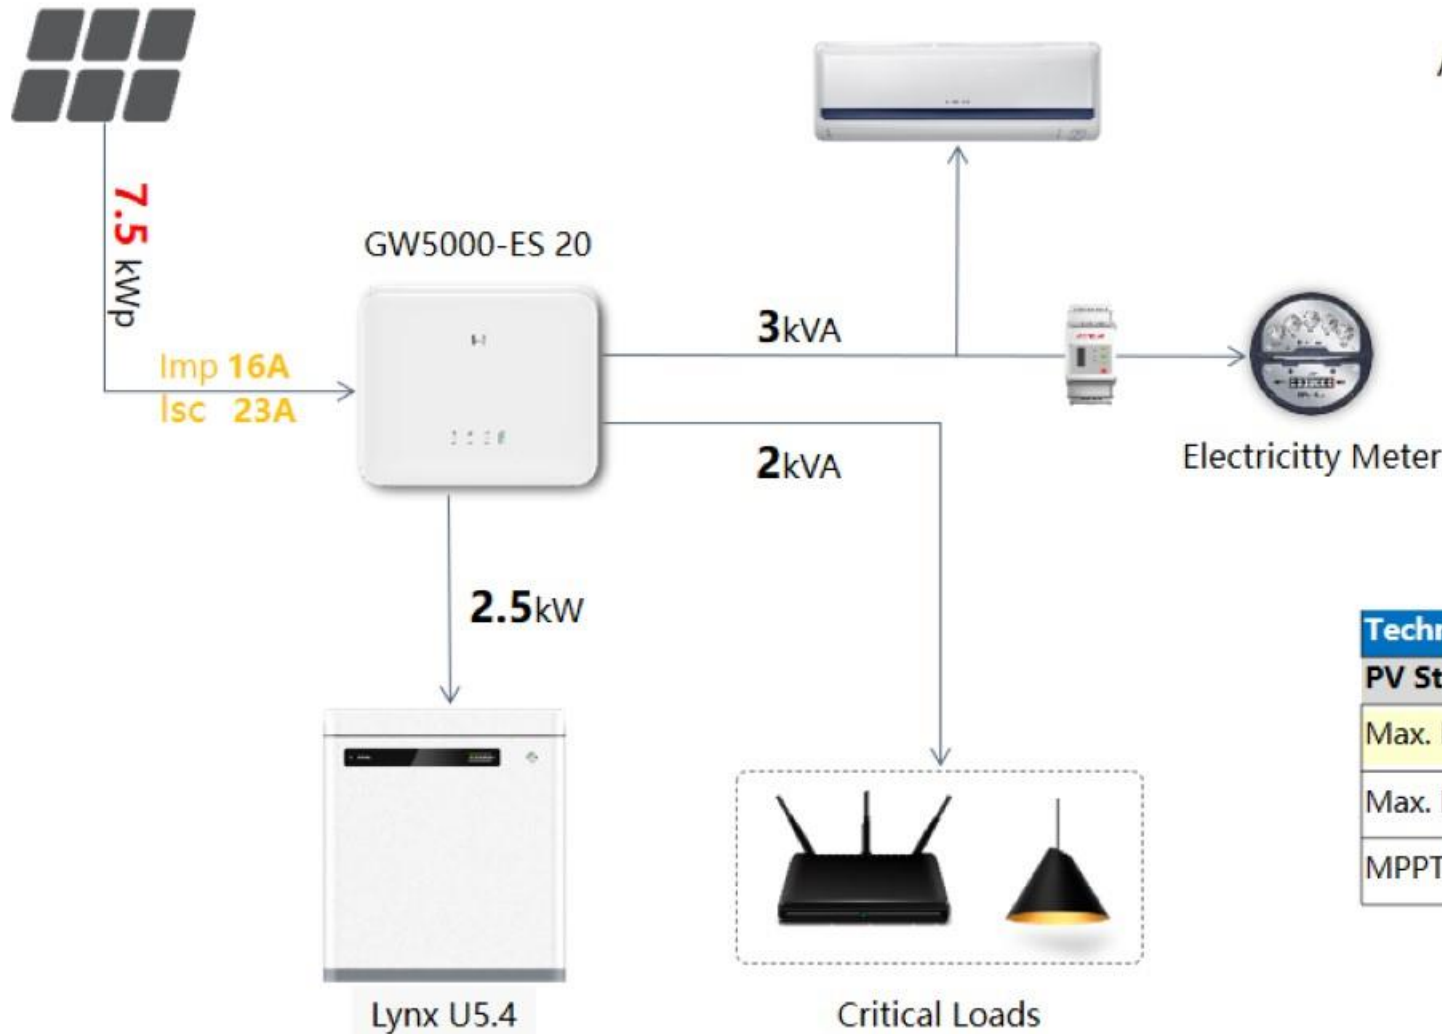 7.5 kWp
GW5000-ES 20
Imp 16A
Isc 23A
3kVA
2kVA
Electricitty Meter
2.5kW
Techn
PV St
Max.
Max.
MPPT
Lynx U5.4
Critical Loads